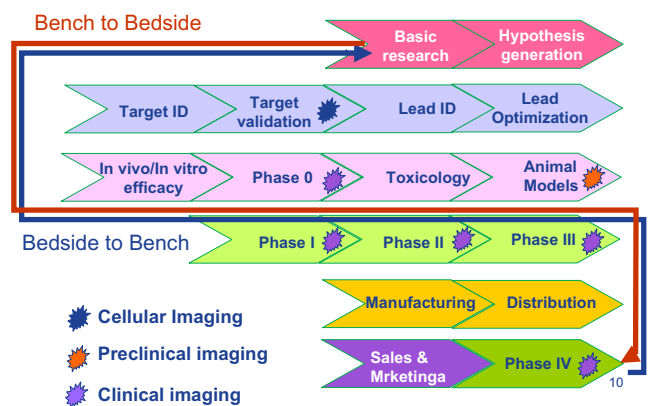 Bench to Bedside
Basic
research
Hypothesis
generation
Target ID
Target
validation
Lead ID
Lead
Optimization
In vivo/In vitro
efficacy
Phase 0
Toxicology
Animal
Models
Bedside to Bench
Phase I
Phase II
Phase III
Manufacturing
Distribution
Cellular Imaging
Preclinical imaging
Clinical imaging
Sales &
Mrketinga
Phase IV
10